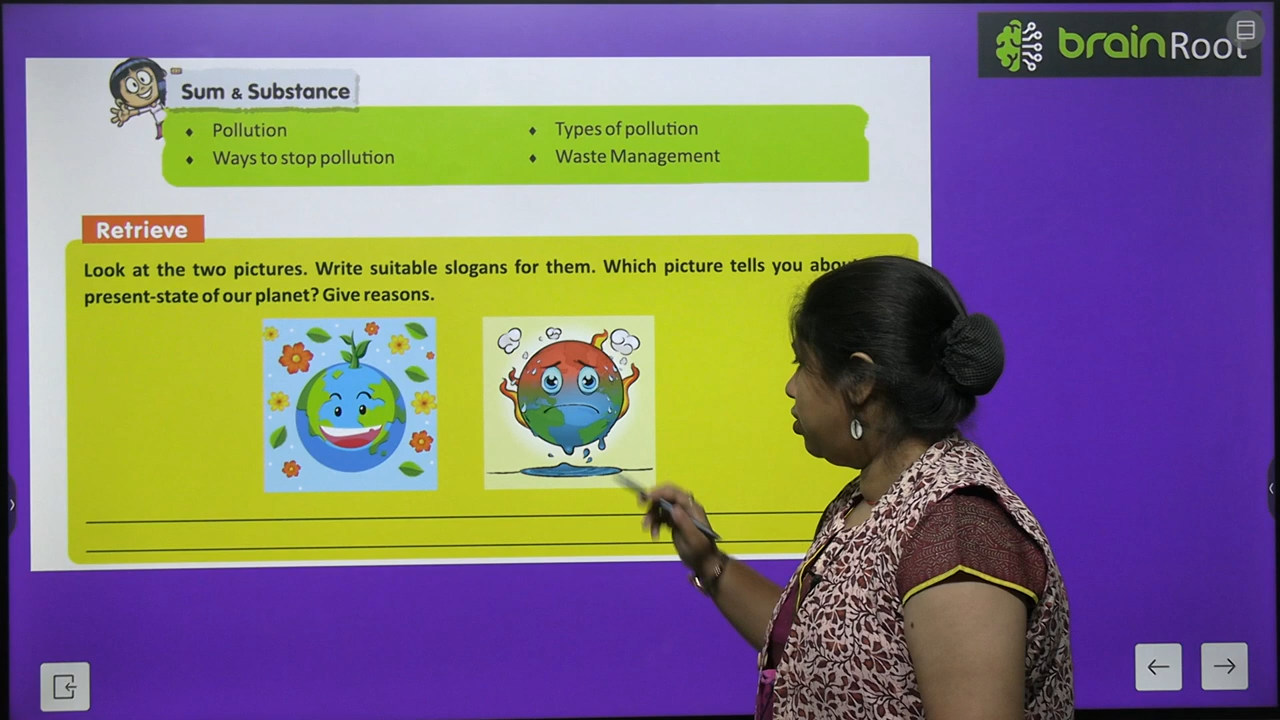 brainRoot
Sum & Substance
♦ Pollution
♦ Types of pollution
♦ Ways to stop pollution
♦ Waste Management
Retrieve
Look at the two pictures. Write suitable slogans for them. Which picture tells you
present-state of our planet? Give reasons.